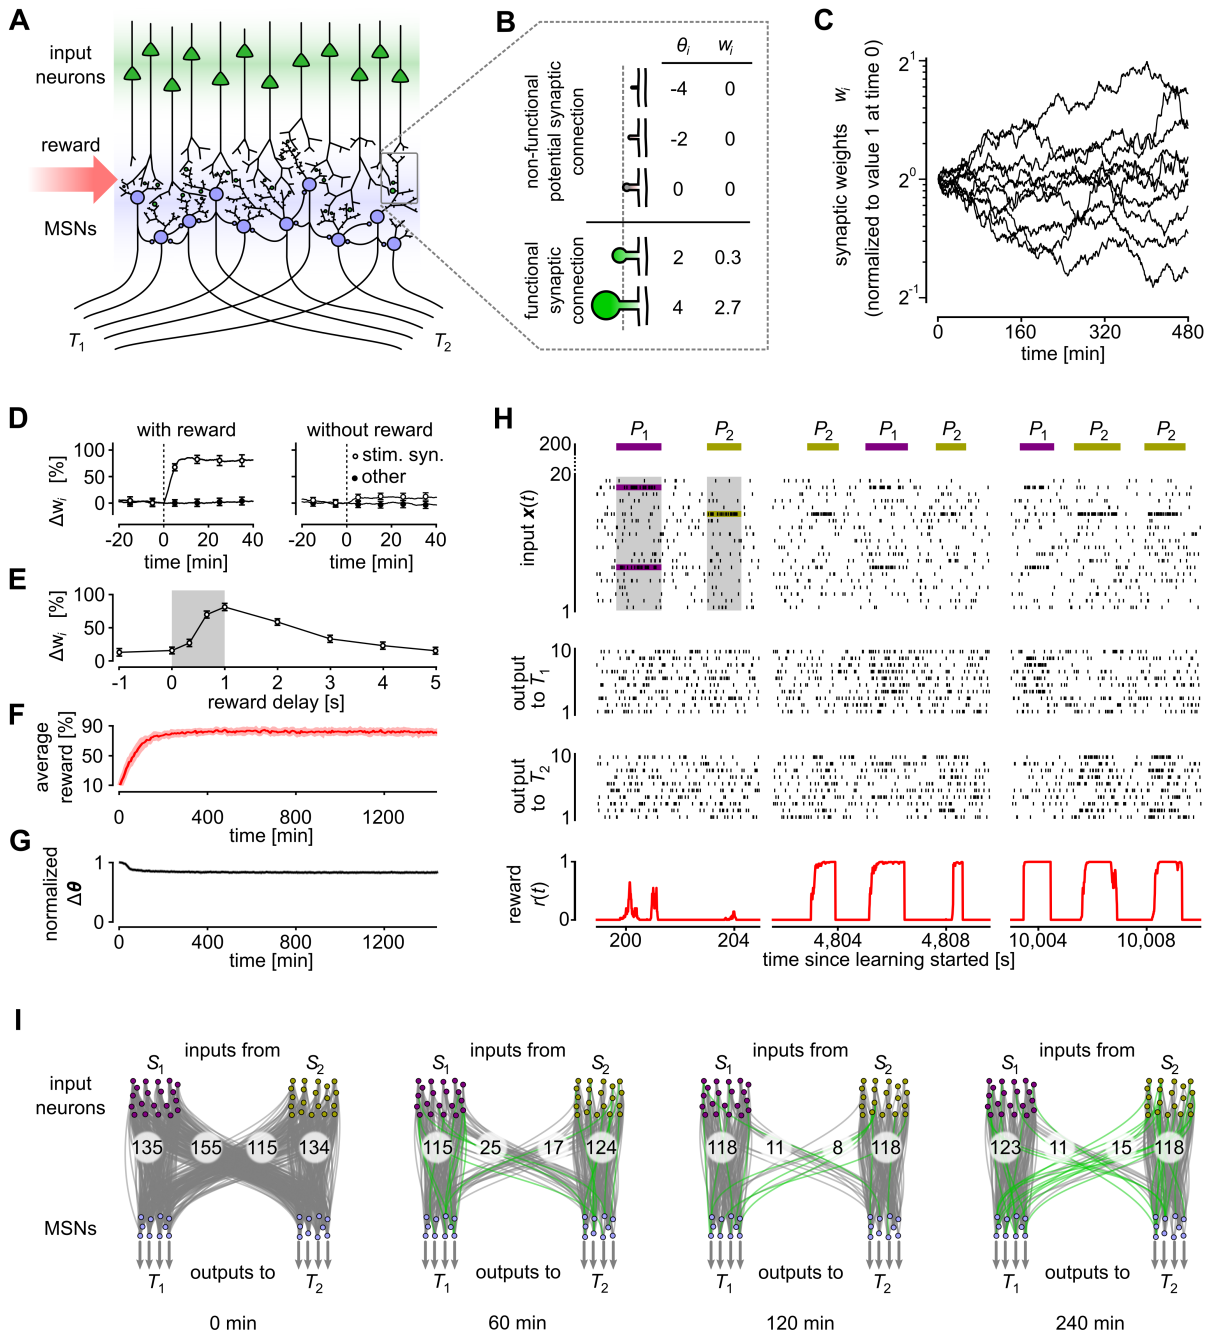 A
input
neurons
reward
MSNs
T1
T2
B
θi wi
non-functional
potential synaptic
connection
-4 0
-2 0
0 0
functional
synaptic
connection
2 0.3
4 2.7
C
synaptic weights wi
(normalized to value 1 at time 0)
2^1
2^0
2^-1
0 160 320 480
time [min]
D
with reward
without reward
Δwi [%]
100
50
0
stim. syn.
other
-20 0 20 40
time [min]
-20 0 20 40
time [min]
E
Δwi [%]
100
50
0
-1 0 1 2 3 4 5
reward delay [s]
F
average
reward [%]
90
50
10
0 400 800 1200
time [min]
G
normalized
Δθ
1
0
0 400 800 1200
time [min]
H
P1 P2 P2 P1 P2 P1 P2 P2
200
20
input x(t)
1
10
output
to T1
1
10
output
to T2
1
reward
r(t)
1
0
200 204 4,804 4,808 10,004 10,008
time since learning started [s]
I
inputs from
S1 S2
input
neurons
135 155 115 134
MSNs
T1 outputs to T2
0 min
inputs from
S1 S2
115 25 17 124
T1 outputs to T2
60 min
inputs from
S1 S2
118 11 8 118
T1 outputs to T2
120 min
inputs from
S1 S2
123 11 15 118
T1 outputs to T2
240 min